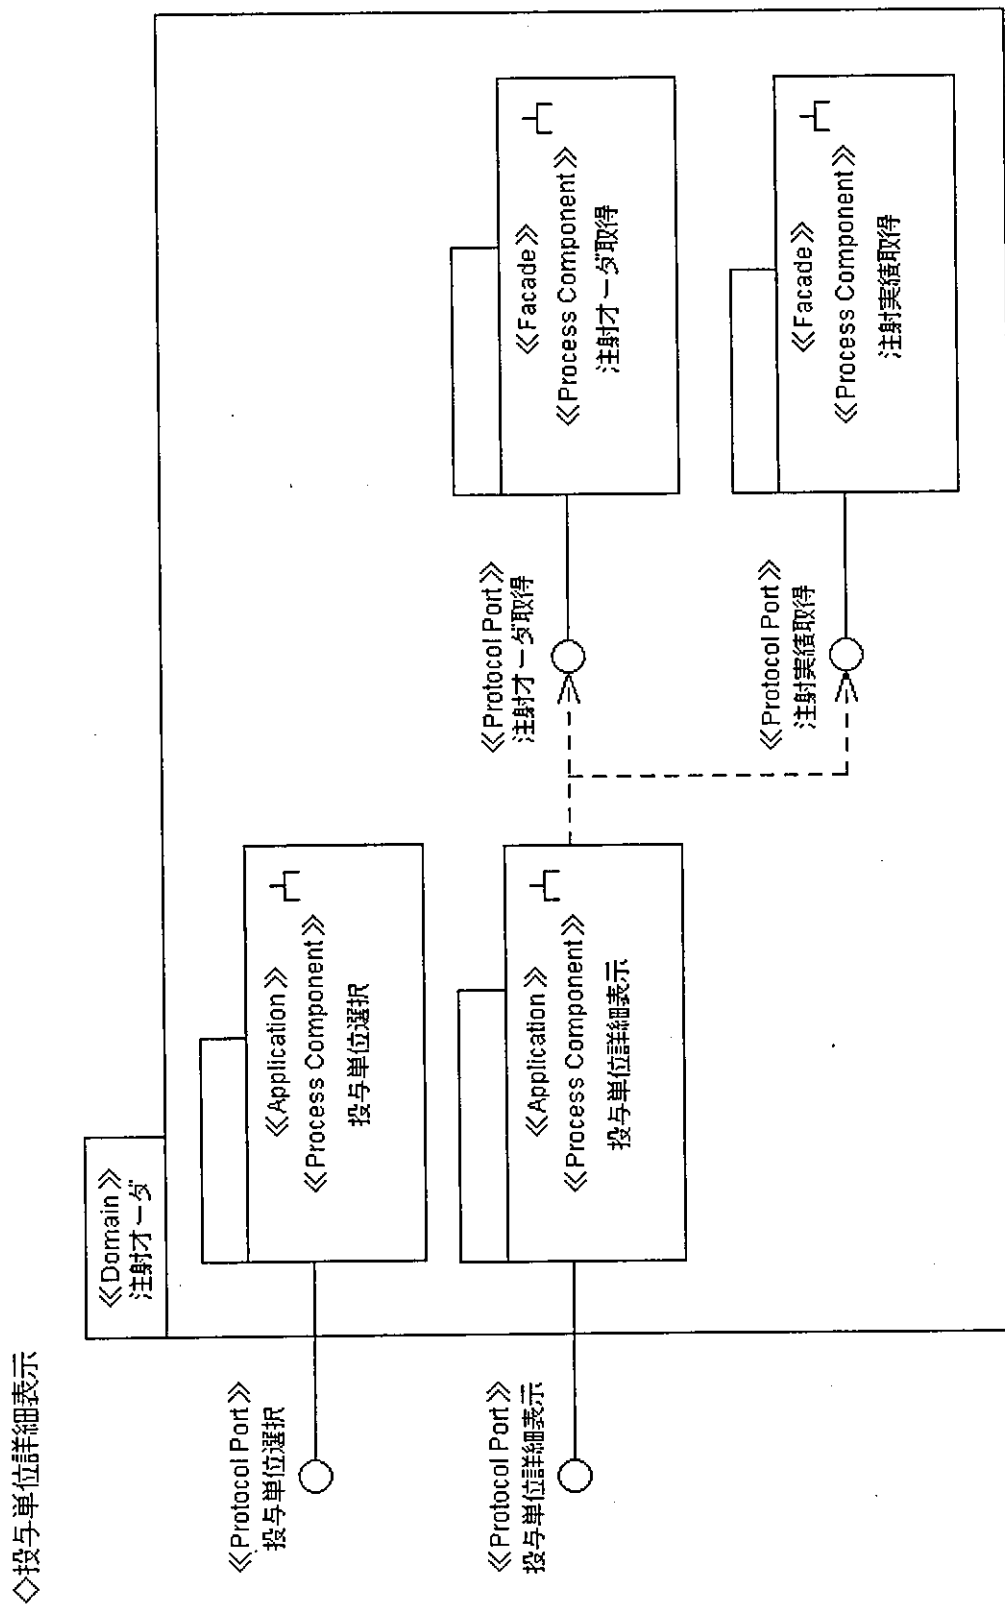 ◇投与単位詳細表示
≪Domain≫
注射オーダ
≪Protocol Port≫
投与単位選択
≪Application≫
≪Process Component≫
投与単位選択
≪Protocol Port≫
投与単位詳細表示
≪Application≫
≪Process Component≫
投与単位詳細表示
≪Protocol Port≫
注射オーダ取得
≪Facade≫
≪Process Component≫
注射オーダ取得
≪Protocol Port≫
注射実績取得
≪Facade≫
≪Process Component≫
注射実績取得